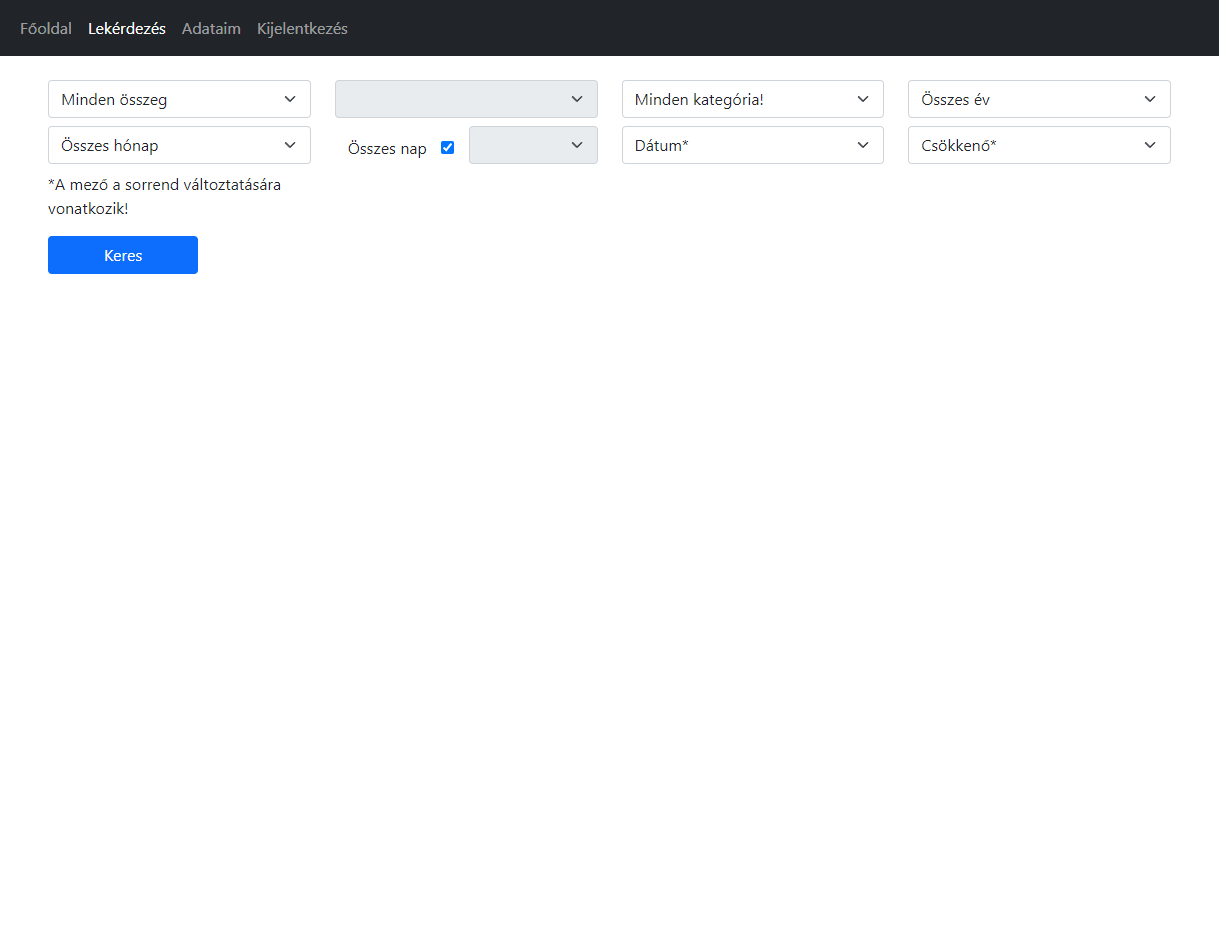 Főoldal Lekérdezés Adataim Kijelentkezés
Minden összeg Minden kategória! Összes év
Összes hónap Összes nap Dátum* Csökkenő*
*A mező a sorrend változtatására
vonatkozik!
Keres